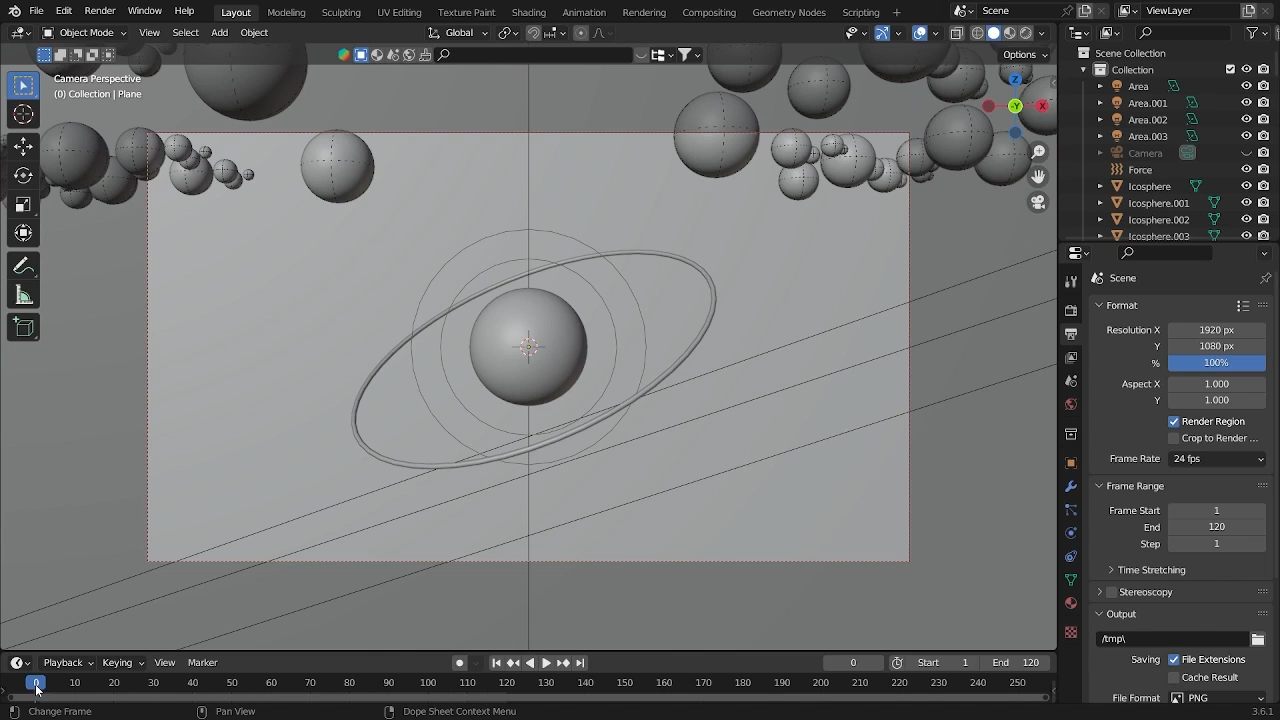 File Edit Render Window Help Layout Modeling Sculpting UV Editing Texture Paint Shading Animation Rendering Compositing Geometry Nodes Scripting + Scene ViewLayer
Object Mode View Select Add Object Global
Options
Camera Perspective
(0) Collection | Plane
Z
-Y
X
Scene Collection
Collection
Area
Area.001
Area.002
Area.003
Camera
Force
Icosphere
Icosphere.001
Icosphere.002
Icosphere.003
Scene
Format
Resolution X 1920 px
Y 1080 px
% 100%
Aspect X 1.000
Y 1.000
Render Region
Crop to Render ...
Frame Rate 24 fps
Frame Range
Frame Start 1
End 120
Step 1
Time Stretching
Stereoscopy
Output
/tmp\
Saving File Extensions
Cache Result
File Format PNG
Playback Keying View Marker 0 Start 1 End 120
0 10 20 30 40 50 60 70 80 90 100 110 120 130 140 150 160 170 180 190 200 210 220 230 240 250
Change Frame Pan View Dope Sheet Context Menu 3.6.1